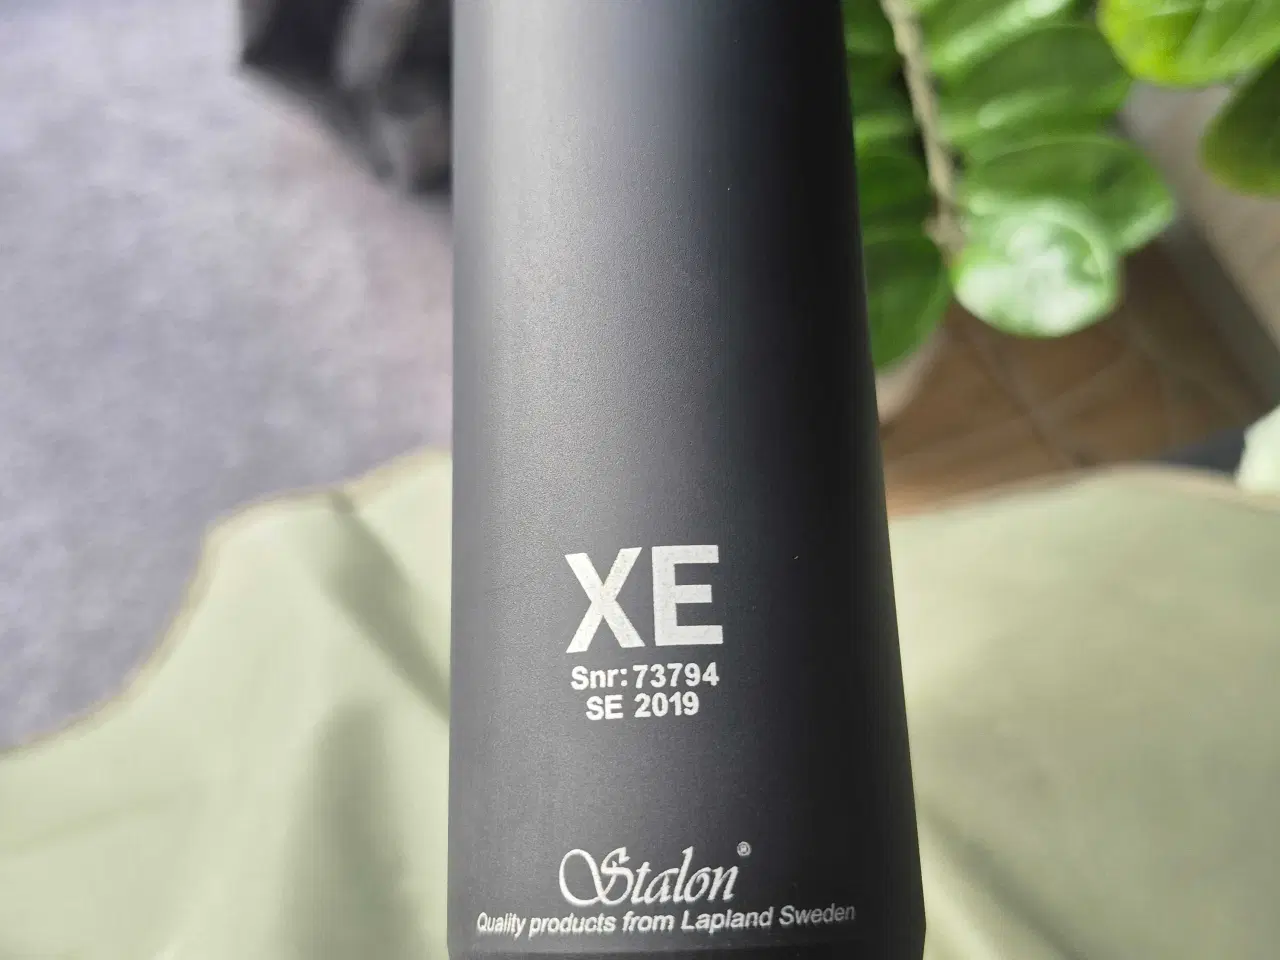 XE
Snr: 73794
SE 2019
Stalon®
Quality products from Lapland Sweden